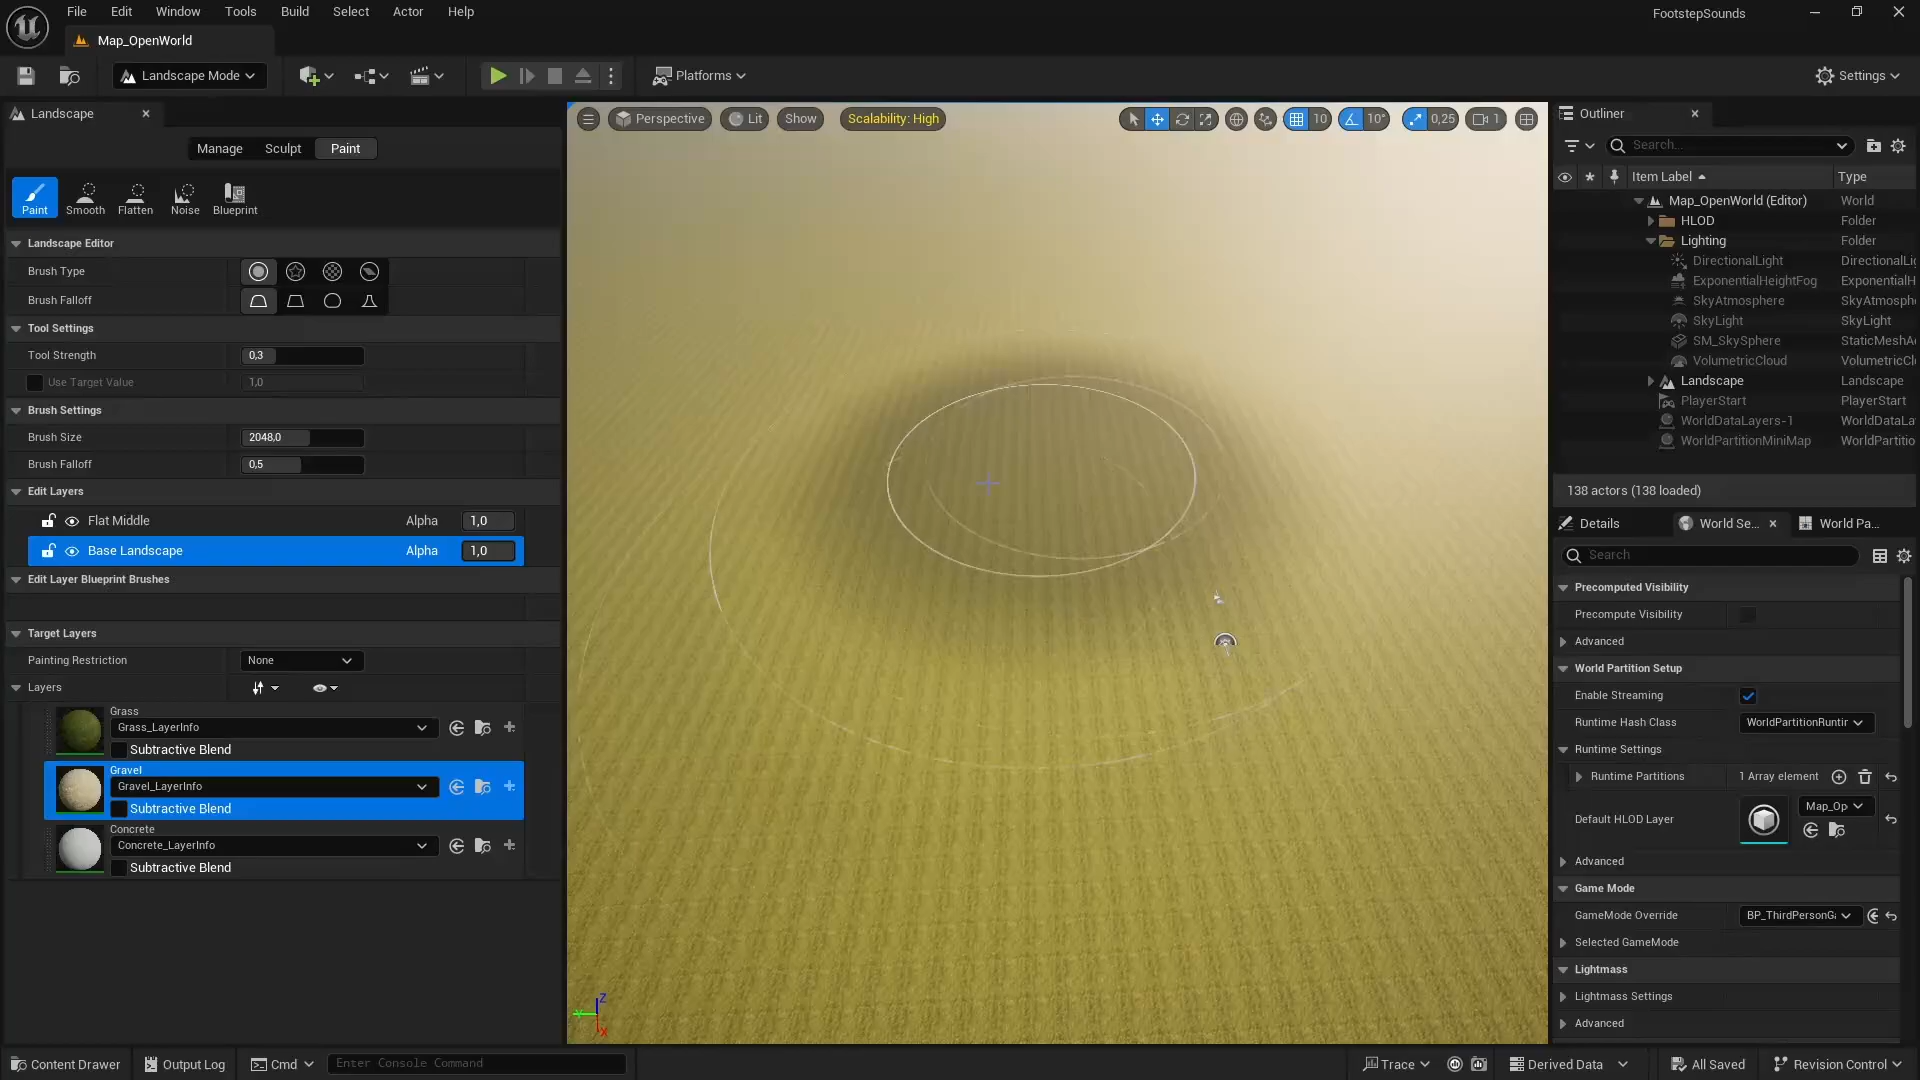 File Edit Window Tools Build Select Actor Help
FootstepSounds
Map_OpenWorld
Landscape Mode
Platforms
Settings
Landscape
Manage Sculpt Paint
Paint Smooth Flatten Noise Blueprint
Landscape Editor
Brush Type
Brush Falloff
Tool Settings
Tool Strength 0,3
Use Target Value 1,0
Brush Settings
Brush Size 2048,0
Brush Falloff 0,5
Edit Layers
Flat Middle Alpha 1,0
Base Landscape Alpha 1,0
Edit Layer Blueprint Brushes
Target Layers
Painting Restriction None
Layers
Grass
Grass_LayerInfo
Subtractive Blend
Gravel
Gravel_LayerInfo
Subtractive Blend
Concrete
Concrete_LayerInfo
Subtractive Blend
Perspective Lit Show Scalability: High 10 10° 0,25 1
Z
Y
X
Outliner
Search...
Item Label Type
Map_OpenWorld (Editor) World
HLOD Folder
Lighting Folder
DirectionalLight DirectionalLig
ExponentialHeightFog ExponentialH
SkyAtmosphere SkyAtmosph
SkyLight SkyLight
SM_SkySphere StaticMeshA
VolumetricCloud VolumetricCl
Landscape Landscape
PlayerStart PlayerStart
WorldDataLayers-1 WorldDataLa
WorldPartitionMiniMap WorldPartitio
138 actors (138 loaded)
Details World Se... World Pa...
Search
Precomputed Visibility
Precompute Visibility
Advanced
World Partition Setup
Enable Streaming
Runtime Hash Class WorldPartitionRuntir
Runtime Settings
Runtime Partitions 1 Array element
Default HLOD Layer Map_Op
Advanced
Game Mode
GameMode Override BP_ThirdPersonGa
Selected GameMode
Lightmass
Lightmass Settings
Advanced
Content Drawer Output Log Cmd Enter Console Command
Trace Derived Data All Saved Revision Control